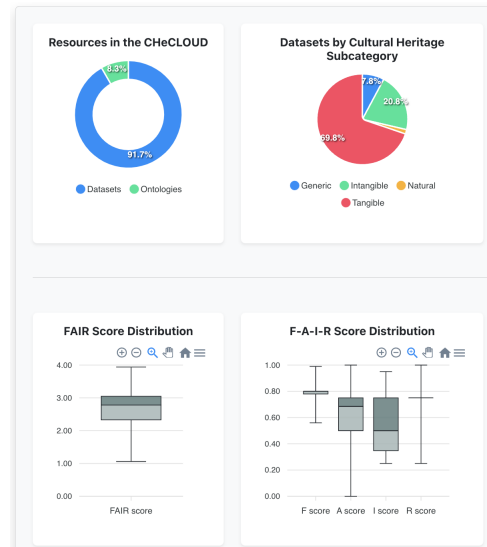 Resources in the CHeCLOUD
8.3%
91.7%
Datasets Ontologies
Datasets by Cultural Heritage
Subcategory
7.8%
20.8%
69.8%
Generic Intangible Natural
Tangible
FAIR Score Distribution
4.00
3.00
2.00
1.00
0.00
FAIR score
F-A-I-R Score Distribution
1.00
0.80
0.60
0.40
0.20
0.00
F score A score I score R score